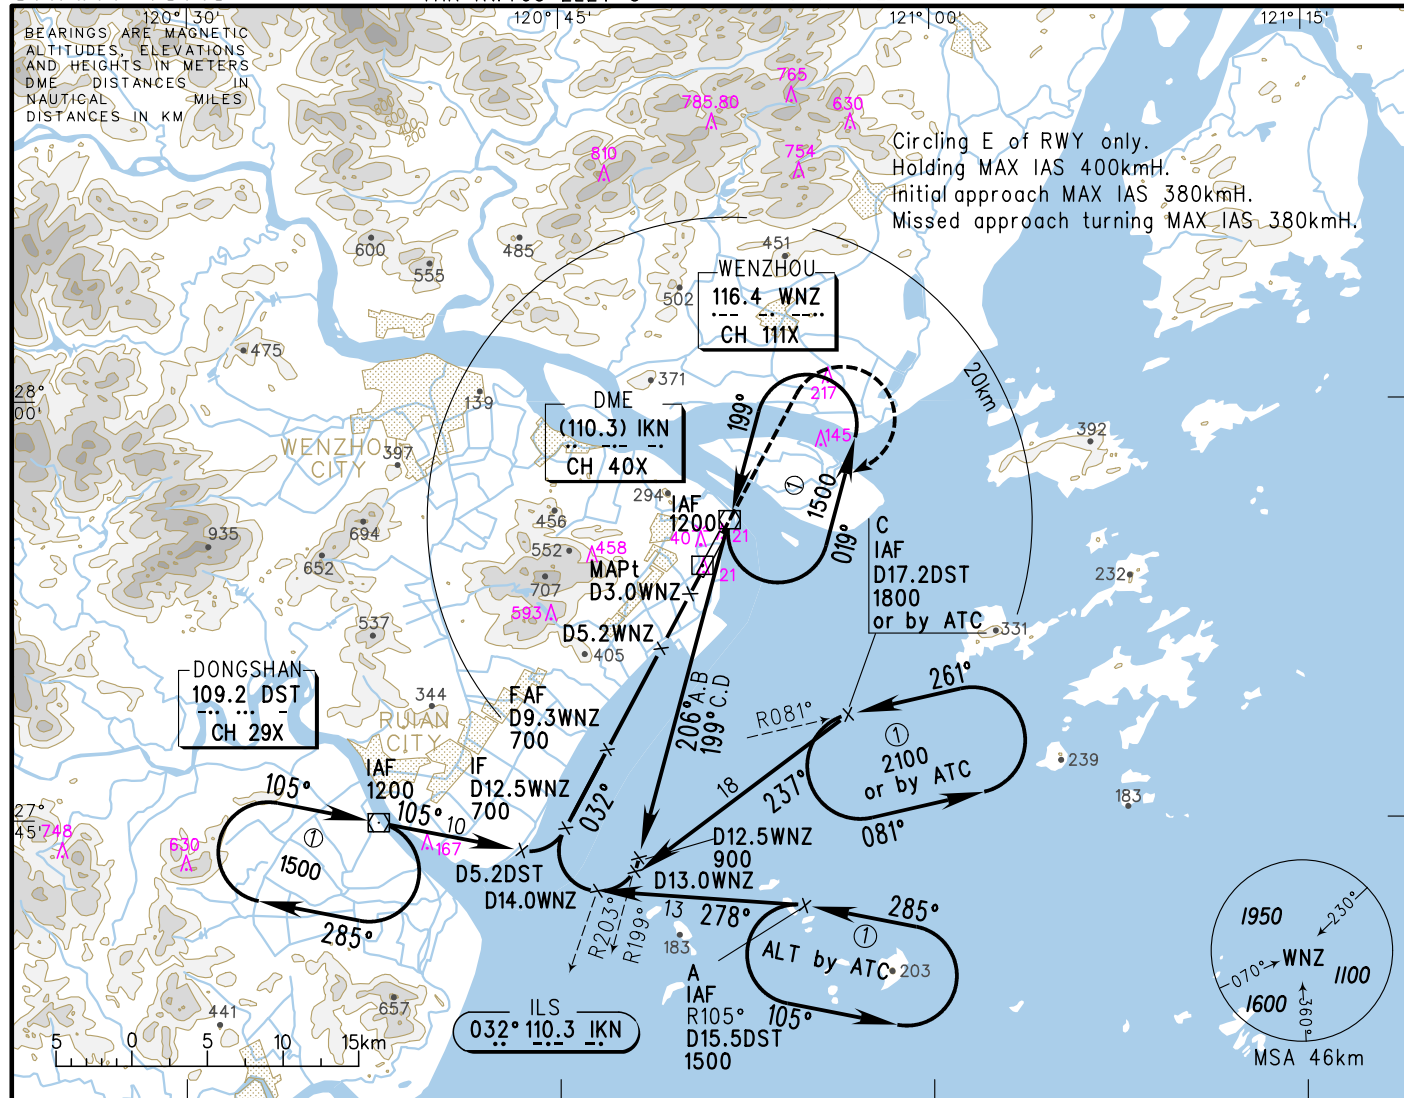 120° 30'
120° 45'
121° 00'
121° 15'
BEARINGS ARE MAGNETIC
ALTITUDES, ELEVATIONS
AND HEIGHTS IN METERS
DME DISTANCES IN
NAUTICAL MILES
DISTANCES IN KM
765
785.80
630
810
754
Circling E of RWY only.
Holding MAX IAS 400kmH.
Initial approach MAX IAS 380kmH.
Missed approach turning MAX IAS 380kmH.
600
485
555
451
502
WENZHOU
116.4 WNZ
CH 111X
475
371
139
28°
00'
20km
217
199°
DME
(110.3) IKN
CH 40X
145
392
WENZHOU
CITY
397
294
IAF
1200
1
1500
019°
456
694
935
652
552
458
40
21
21
C
IAF
D17.2DST
1800
or by ATC
MAPt
D3.0WNZ
707
593
232
537
D5.2WNZ
405
331
DONGSHAN
109.2 DST
CH 29X
344
RUIAN
CITY
FAF
D9.3WNZ
700
206° A.B
199° C.D
R081°
261°
1
2100
or by ATC
081°
239
183
IAF
1200
IF
D12.5WNZ
700
105°
105°
10
167
032°
18
237°
27°
45'
748
630
1
1500
285°
D5.2DST
D14.0WNZ
D12.5WNZ
900
D13.0WNZ
R203°
R199°
13
278°
285°
1
ALT by ATC
105°
183
203
A
IAF
R105°
D15.5DST
1500
657
441
ILS
032° 110.3 IKN
5
0
5
10
15km
1950
230°
WNZ
070°
1100
1600
360°
MSA 46km